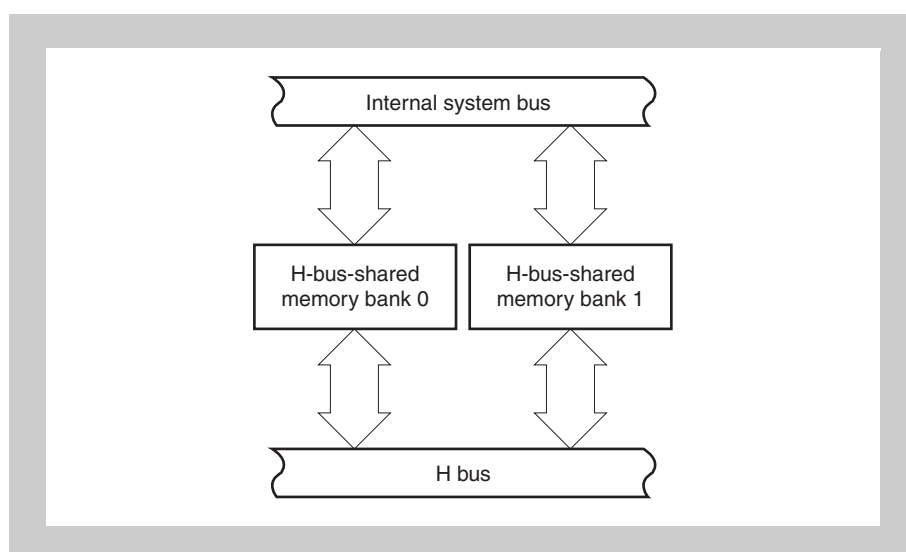 Internal system bus
H-bus-shared
memory bank 0
H-bus-shared
memory bank 1
H bus